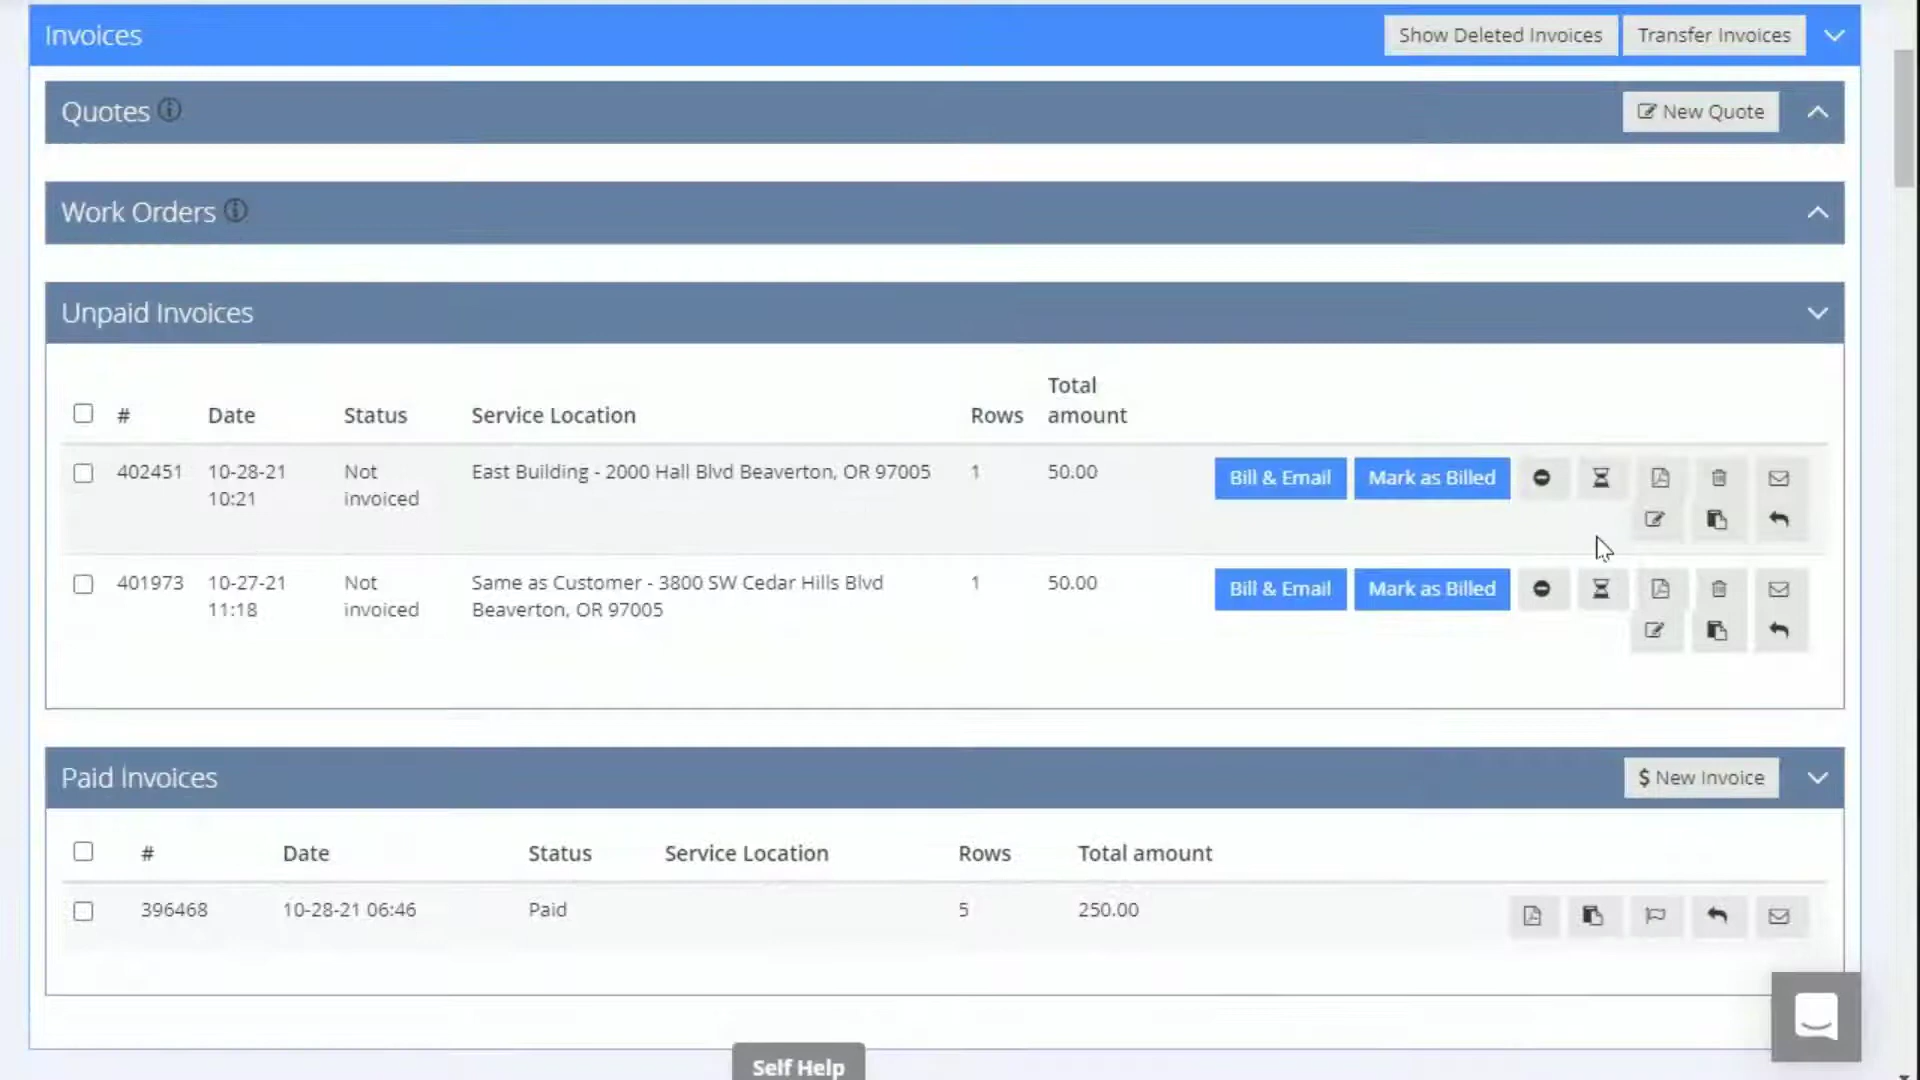 Invoices Show Deleted Invoices Transfer Invoices
Quotes New Quote
Work Orders
Unpaid Invoices
Total
# Date Status Service Location Rows amount
402451 10-28-21 Not East Building - 2000 Hall Blvd Beaverton, OR 97005 1 50.00 Bill & Email Mark as Billed
10:21 invoiced
401973 10-27-21 Not Same as Customer - 3800 SW Cedar Hills Blvd 1 50.00 Bill & Email Mark as Billed
11:18 invoiced Beaverton, OR 97005
Paid Invoices $ New Invoice
# Date Status Service Location Rows Total amount
396468 10-28-21 06:46 Paid 5 250.00
Self Help